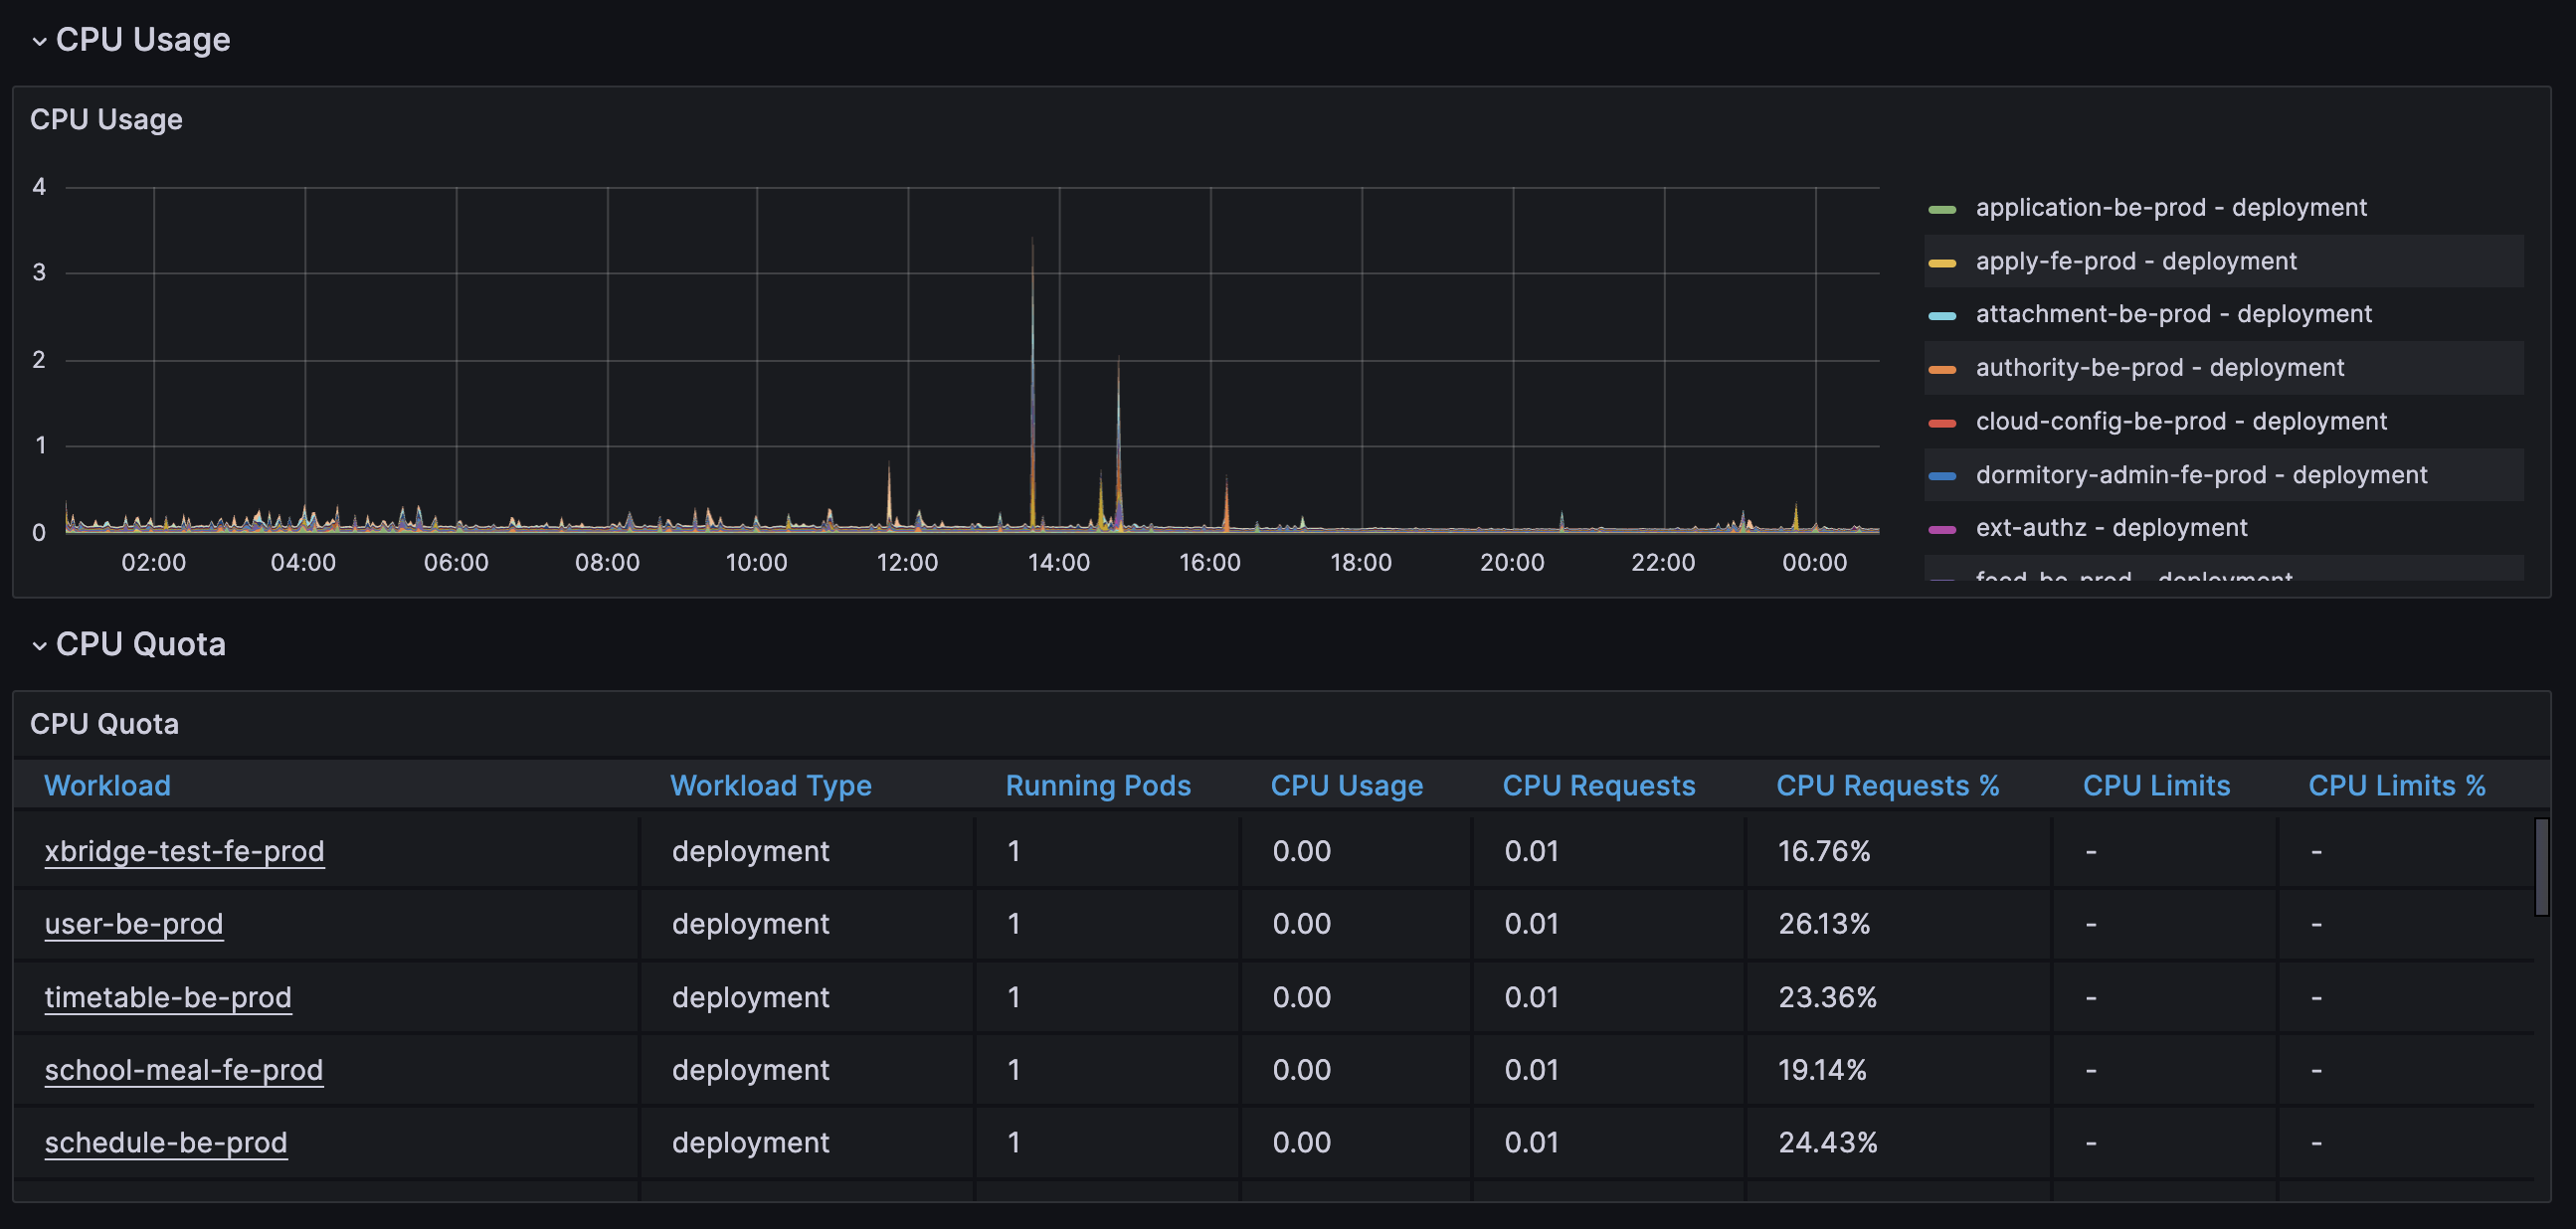 CPU Usage
CPU Usage
4
3
2
1
0
02:00 04:00 06:00 08:00 10:00 12:00 14:00 16:00 18:00 20:00 22:00 00:00
application-be-prod - deployment
apply-fe-prod - deployment
attachment-be-prod - deployment
authority-be-prod - deployment
cloud-config-be-prod - deployment
dormitory-admin-fe-prod - deployment
ext-authz - deployment
CPU Quota
CPU Quota
Workload Workload Type Running Pods CPU Usage CPU Requests CPU Requests % CPU Limits CPU Limits %
xbridge-test-fe-prod deployment 1 0.00 0.01 16.76% - -
user-be-prod deployment 1 0.00 0.01 26.13% - -
timetable-be-prod deployment 1 0.00 0.01 23.36% - -
school-meal-fe-prod deployment 1 0.00 0.01 19.14% - -
schedule-be-prod deployment 1 0.00 0.01 24.43% - -